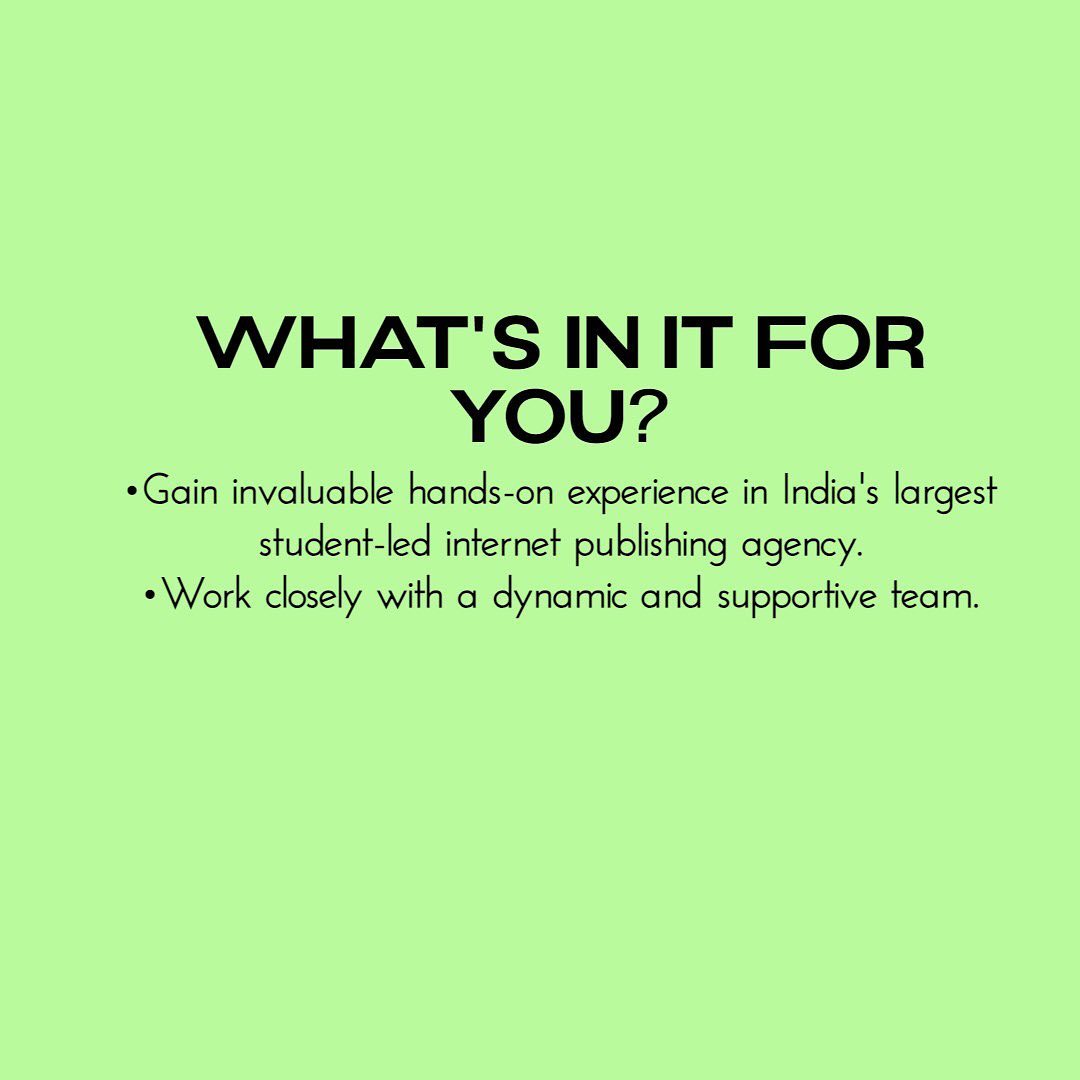 WHAT'S IN IT FOR
YOU?
•Gain invaluable hands-on experience in India's largest
student-led internet publishing agency.
•Work closely with a dynamic and supportive team.